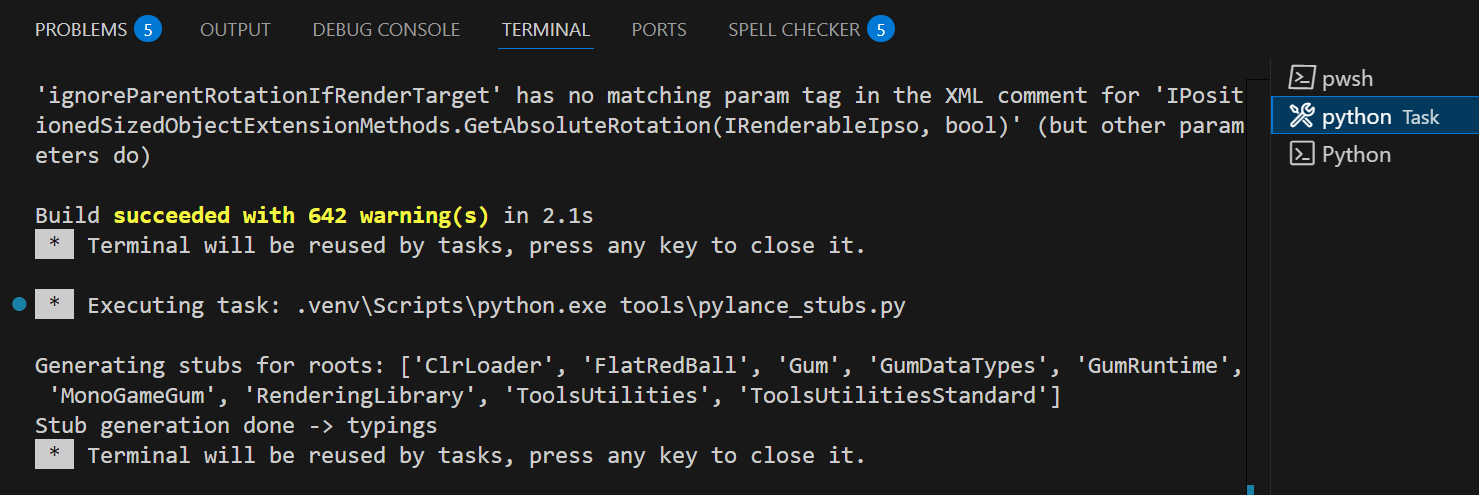 PROBLEMS 5 OUTPUT DEBUG CONSOLE TERMINAL PORTS SPELL CHECKER 5
'ignoreParentRotationIfRenderTarget' has no matching param tag in the XML comment for 'IPosit
ionedSizedObjectExtensionMethods.GetAbsoluteRotation(IRenderableIpso, bool)' (but other param
eters do)
Build succeeded with 642 warning(s) in 2.1s
* Terminal will be reused by tasks, press any key to close it.
* Executing task: .venv\Scripts\python.exe tools\pylance_stubs.py
Generating stubs for roots: ['ClrLoader', 'FlatRedBall', 'Gum', 'GumDataTypes', 'GumRuntime',
'MonoGameGum', 'RenderingLibrary', 'ToolsUtilities', 'ToolsUtilitiesStandard']
Stub generation done -> typings
* Terminal will be reused by tasks, press any key to close it.
pwsh
python Task
Python